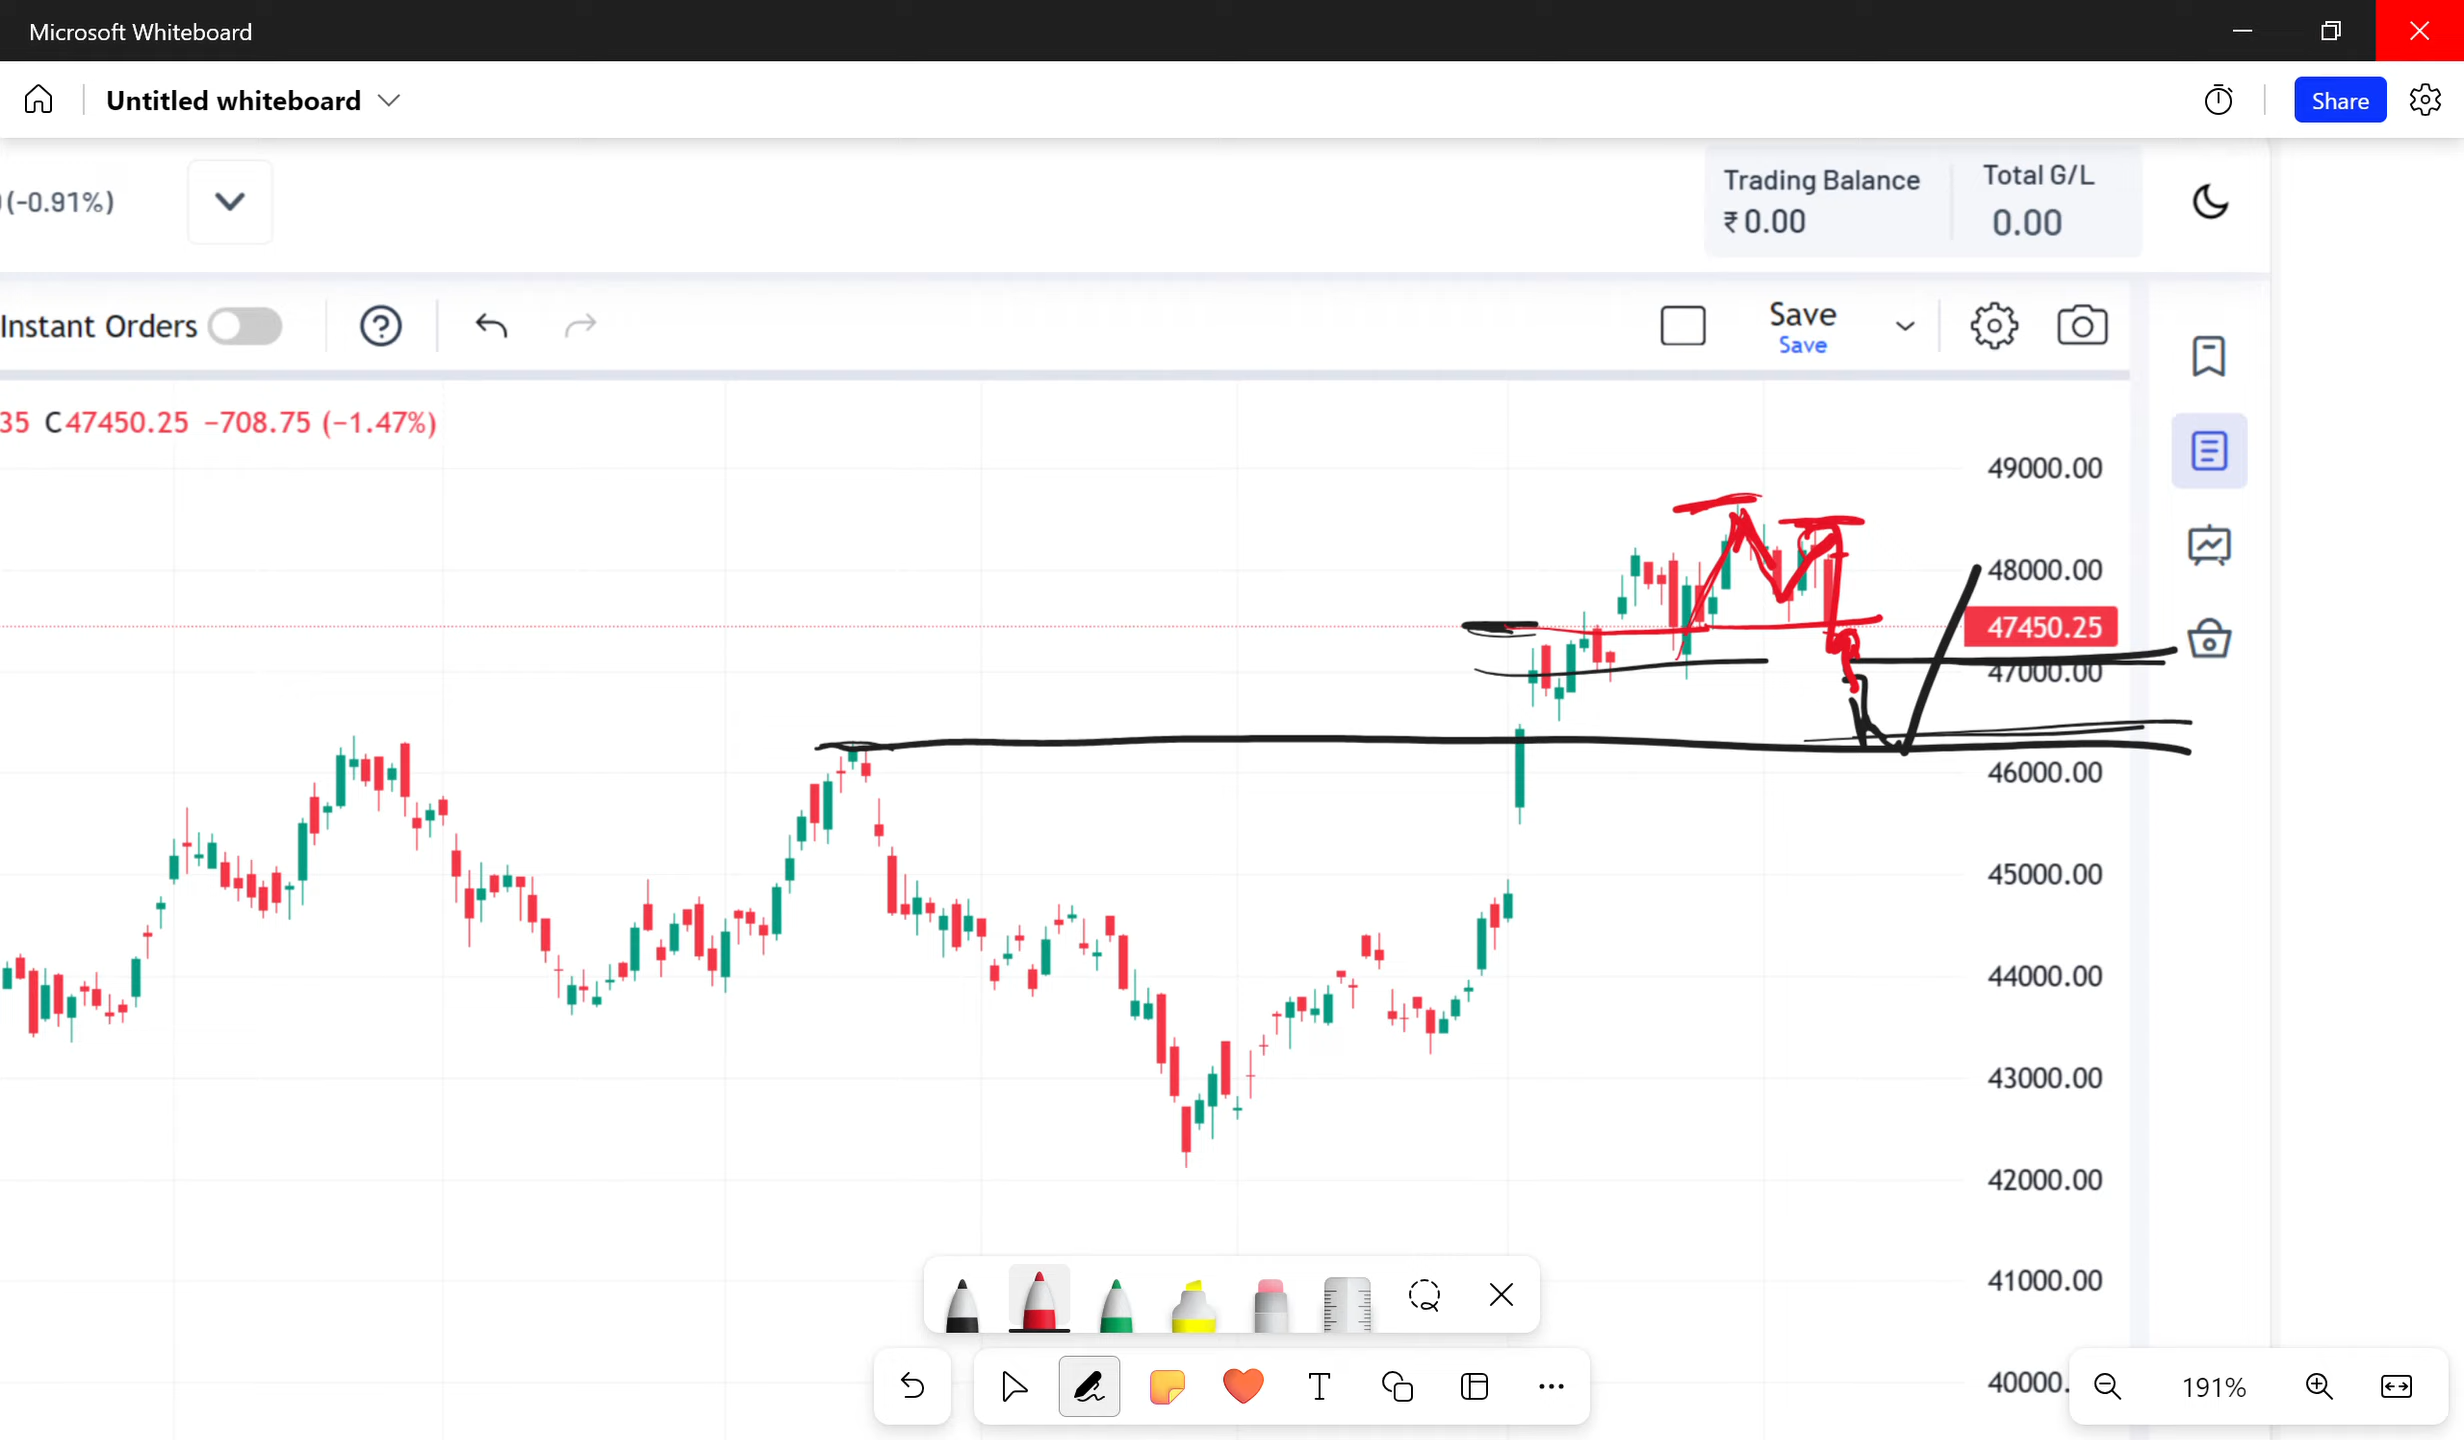 Microsoft Whiteboard
Untitled whiteboard
Share
(-0.91%)
Trading Balance
₹0.00
Total G/L
0.00
Instant Orders
Save
Save
35 C47450.25 −708.75 (−1.47%)
49000.00
48000.00
47450.25
47000.00
46000.00
45000.00
44000.00
43000.00
42000.00
41000.00
40000.
191%